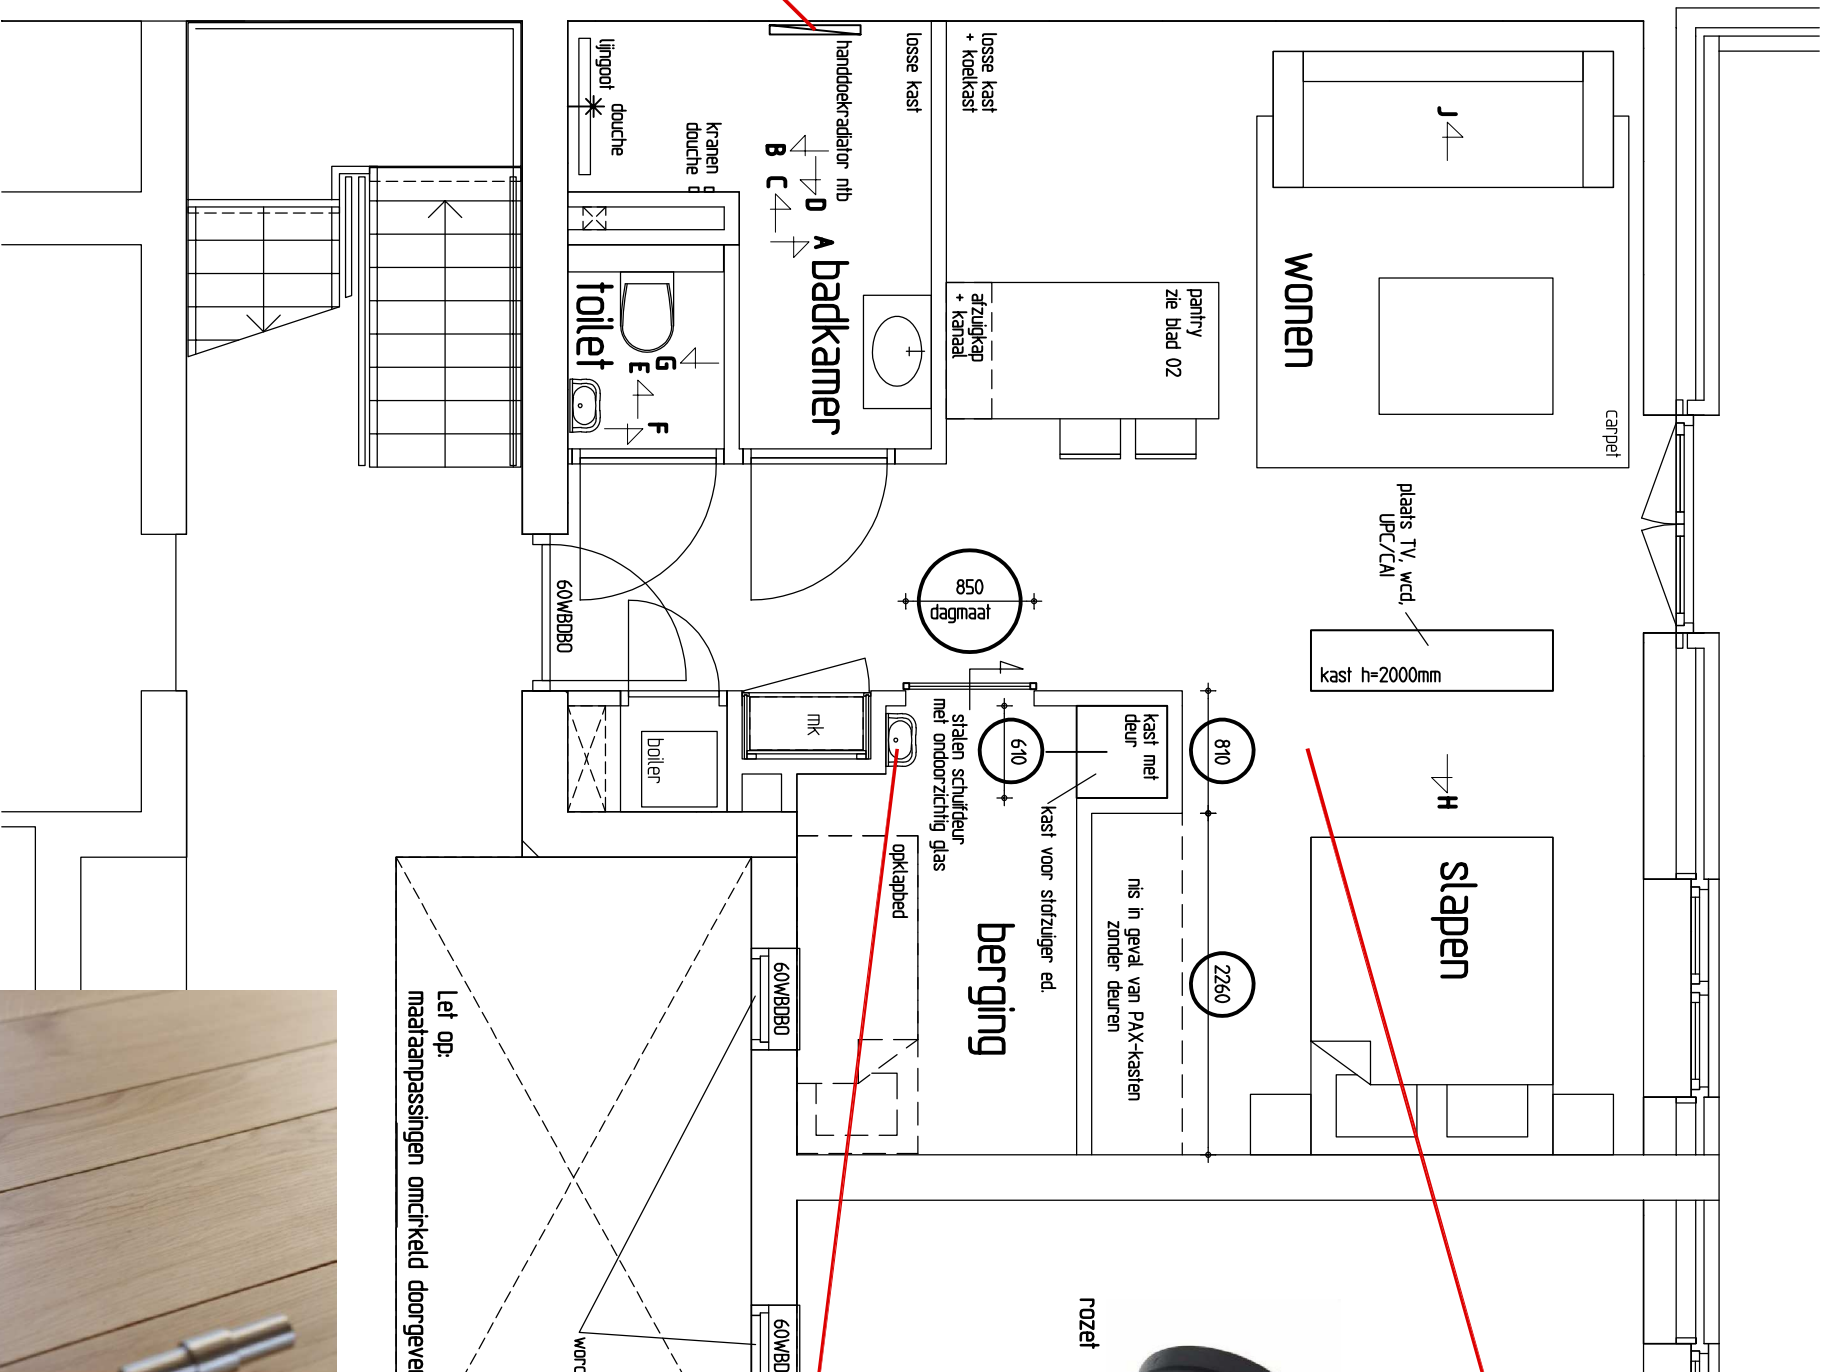 lijngoot
douche
kranen
douche
handdoekradiator ntb
losse kast
losse kast
+ koelkast
B
C
D
A
badkamer
toilet
G
E
F
afzuigkap
+ kanaal
pantry
zie blad 02
J
wonen
carpet
plaats TV, wcd,
UPC/CAI
kast h=2000mm
60WBDBO
850
dagmaat
mk
boiler
stalen schuifdeur
met ondoorzichtig glas
610
kast met
deur
810
kast voor stofzuiger ed.
opklapbed
berging
nis in geval van PAX-kasten
zonder deuren
2260
H
slapen
60WBDBO
Let op:
maataanpassingen omcirkeld
rozet